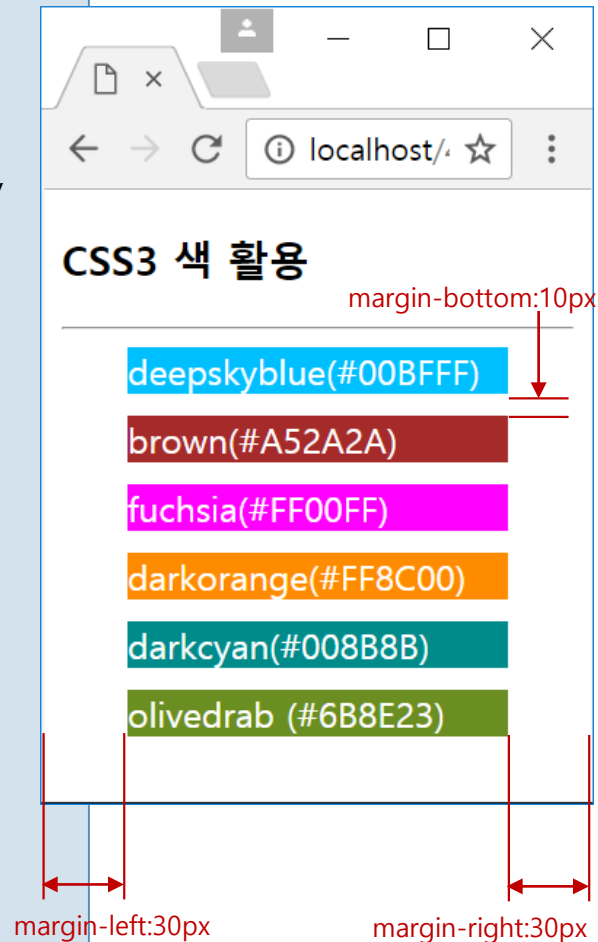 localhost/
CSS3 색 활용
margin-bottom:10px
deepskyblue(#00BFFF)
brown(#A52A2A)
fuchsia(#FF00FF)
darkorange(#FF8C00)
darkcyan(#008B8B)
olivedrab (#6B8E23)
margin-left:30px
margin-right:30px